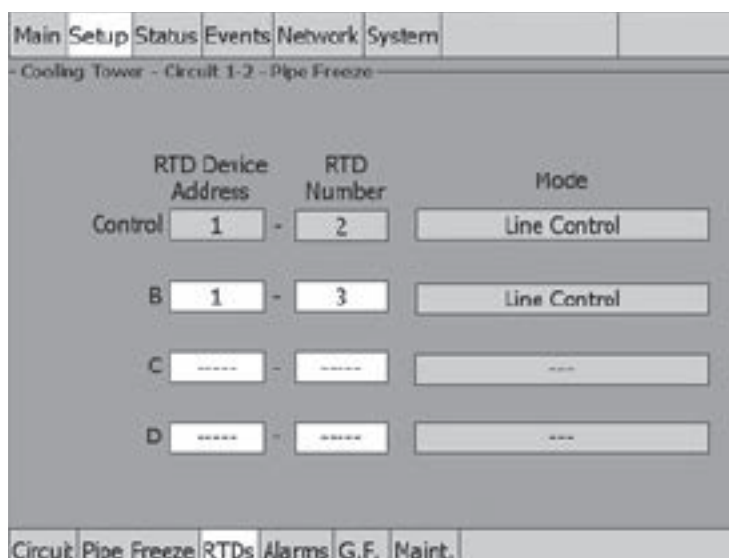 Main Setup Status Events Network System
Cooling Tower - Circuit 1-2 - Pipe Freeze
RTD Device Address RTD Number Mode
Control 1 - 2 Line Control
B 1 - 3 Line Control
C ----- - ----- ---
D ----- - ----- ---
Circuit Pipe Freeze RTDs Alarms G.F. Maint.